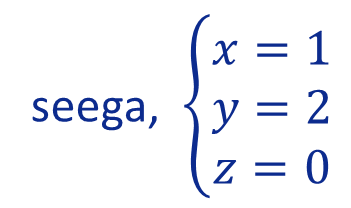 x = 1
seega, y = 2
z = 0